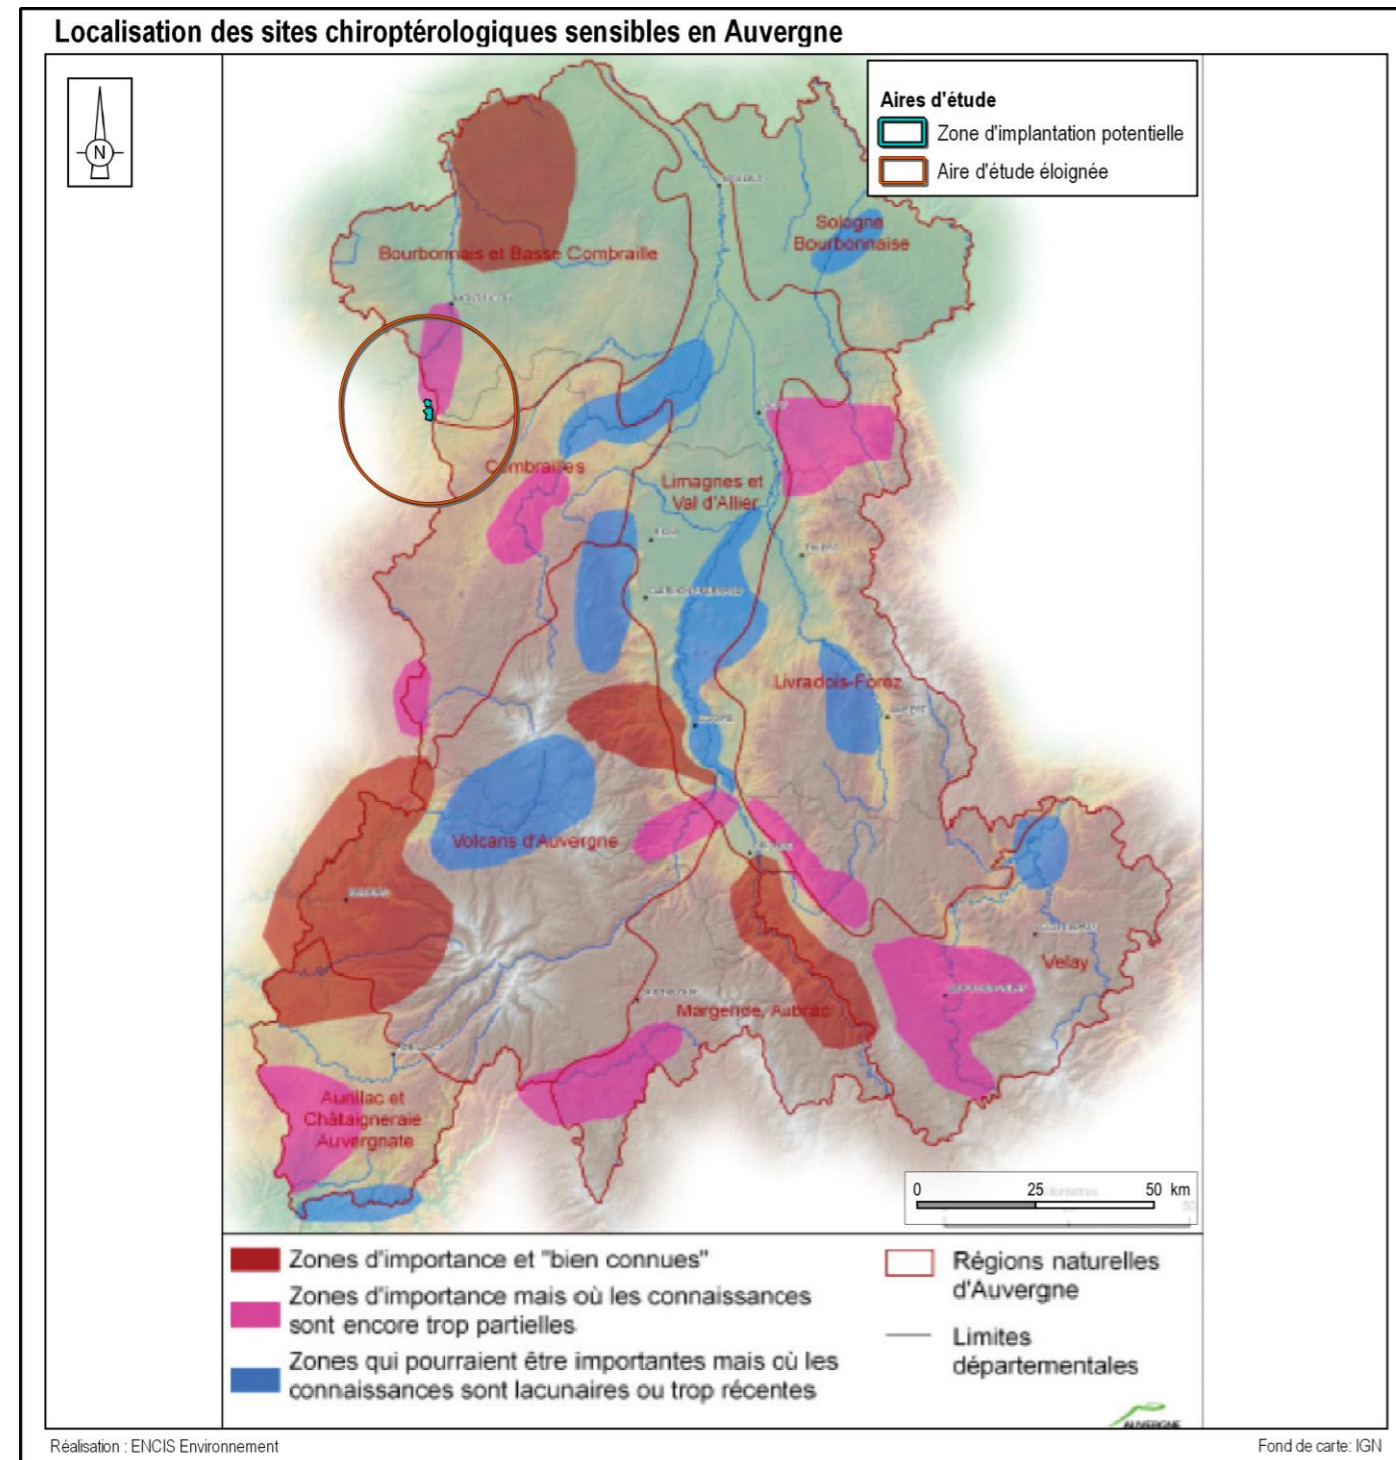 Localisation des sites chiroptérologiques sensibles en Auvergne
N
Aires d'étude
Zone d'implantation potentielle
Aire d'étude éloignée
Sologne
Bourbonnaise
Bourbonnais et Basse Combraille
Combrailles
Limagnes et
Val d'Allier
Livradois-Forez
Volcans d'Auvergne
Velay
Margeride, Aubrac
Aurillac et
Châtaigneraie
Auvergnate
0 25 50 km
Zones d'importance et "bien connues"
Zones d'importance mais où les connaissances
sont encore trop partielles
Zones qui pourraient être importantes mais où les
connaissances sont lacunaires ou trop récentes
Régions naturelles
d'Auvergne
Limites
départementales
AUVERGNE
Réalisation : ENCIS Environnement
Fond de carte: IGN